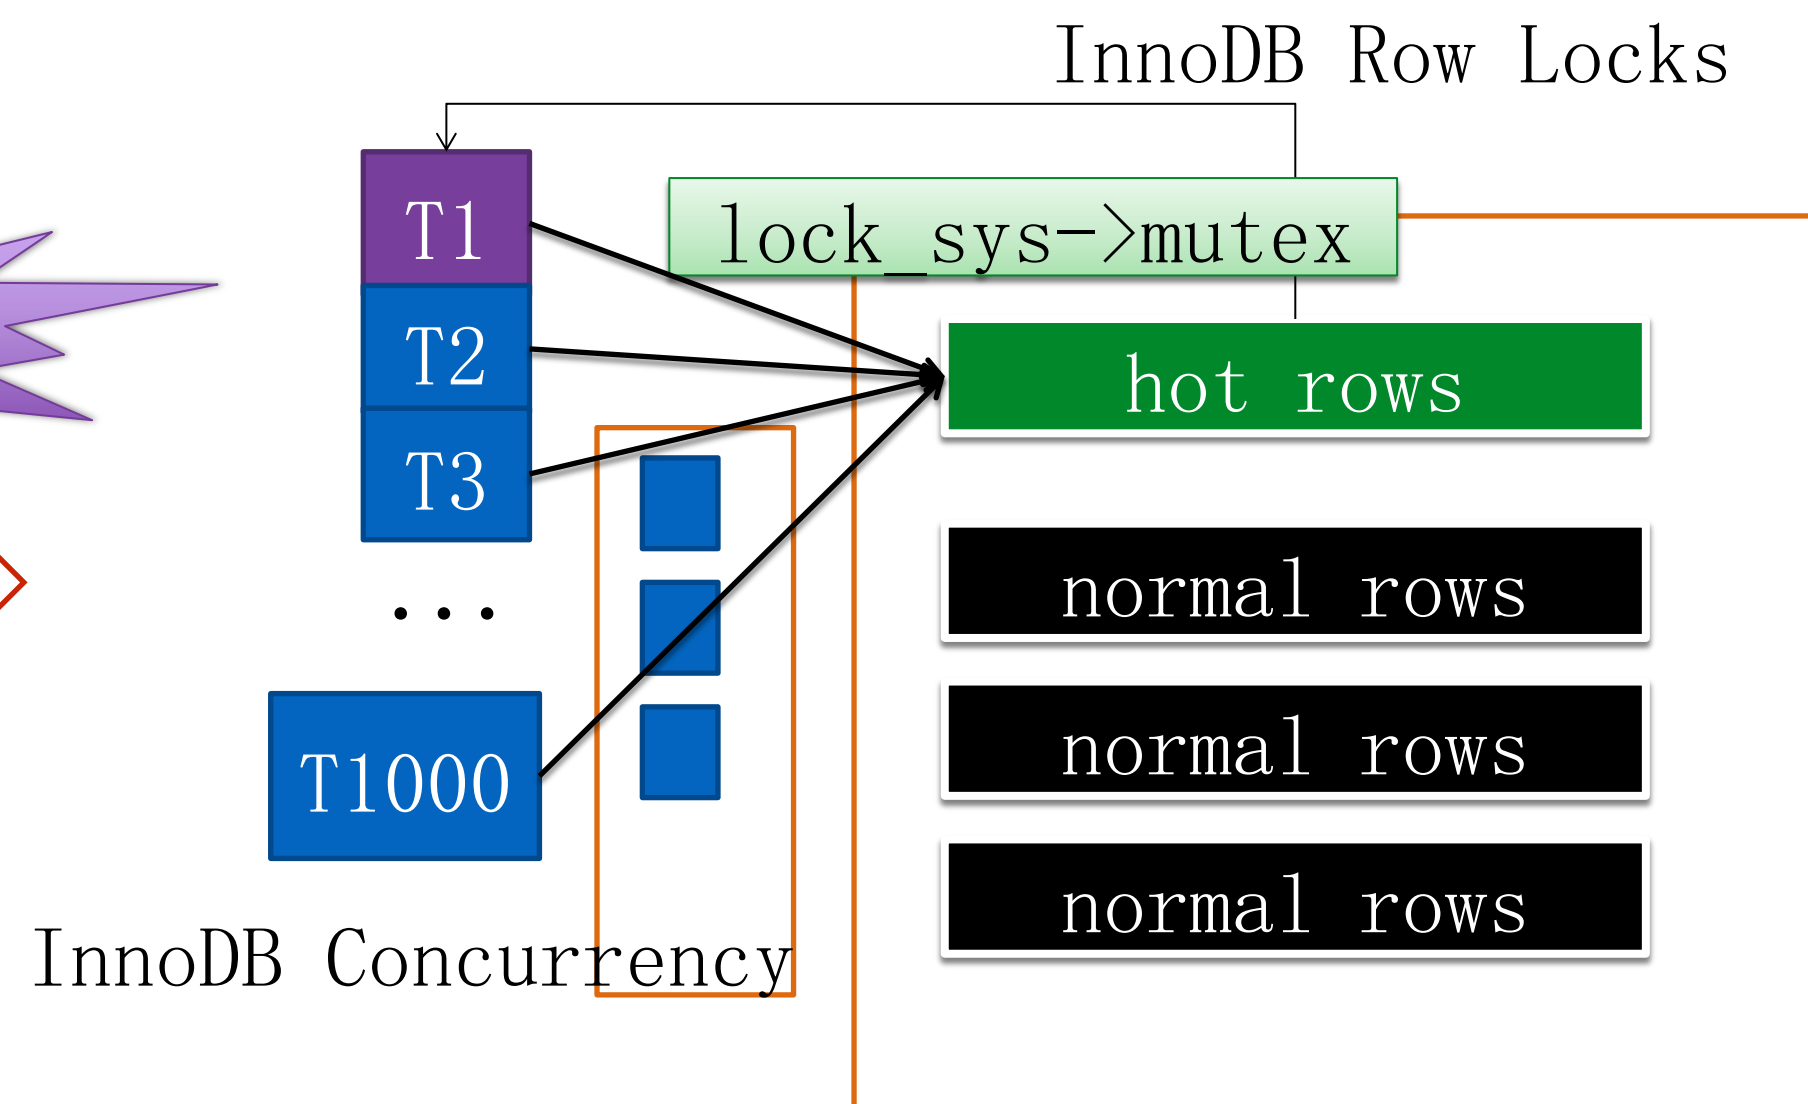 InnoDB Row Locks
T1
lock_sys->mutex
T2
hot rows
T3
...
normal rows
normal rows
T1000
normal rows
InnoDB Concurrency